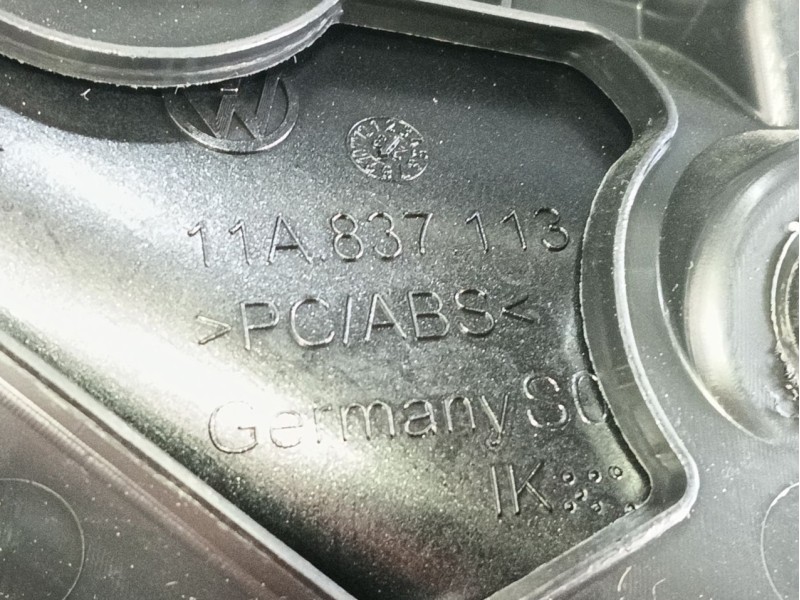 11A.837.113
>PC/ABS<
Germany
IK